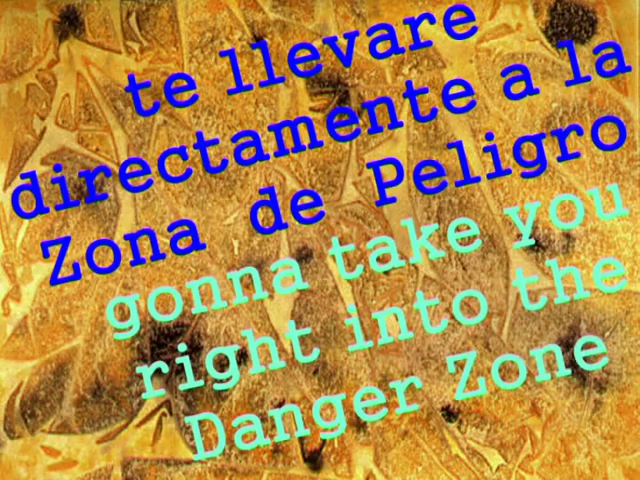 te llevare
directamente a la
Zona de Peligro
gonna take you
right into the
Danger Zone